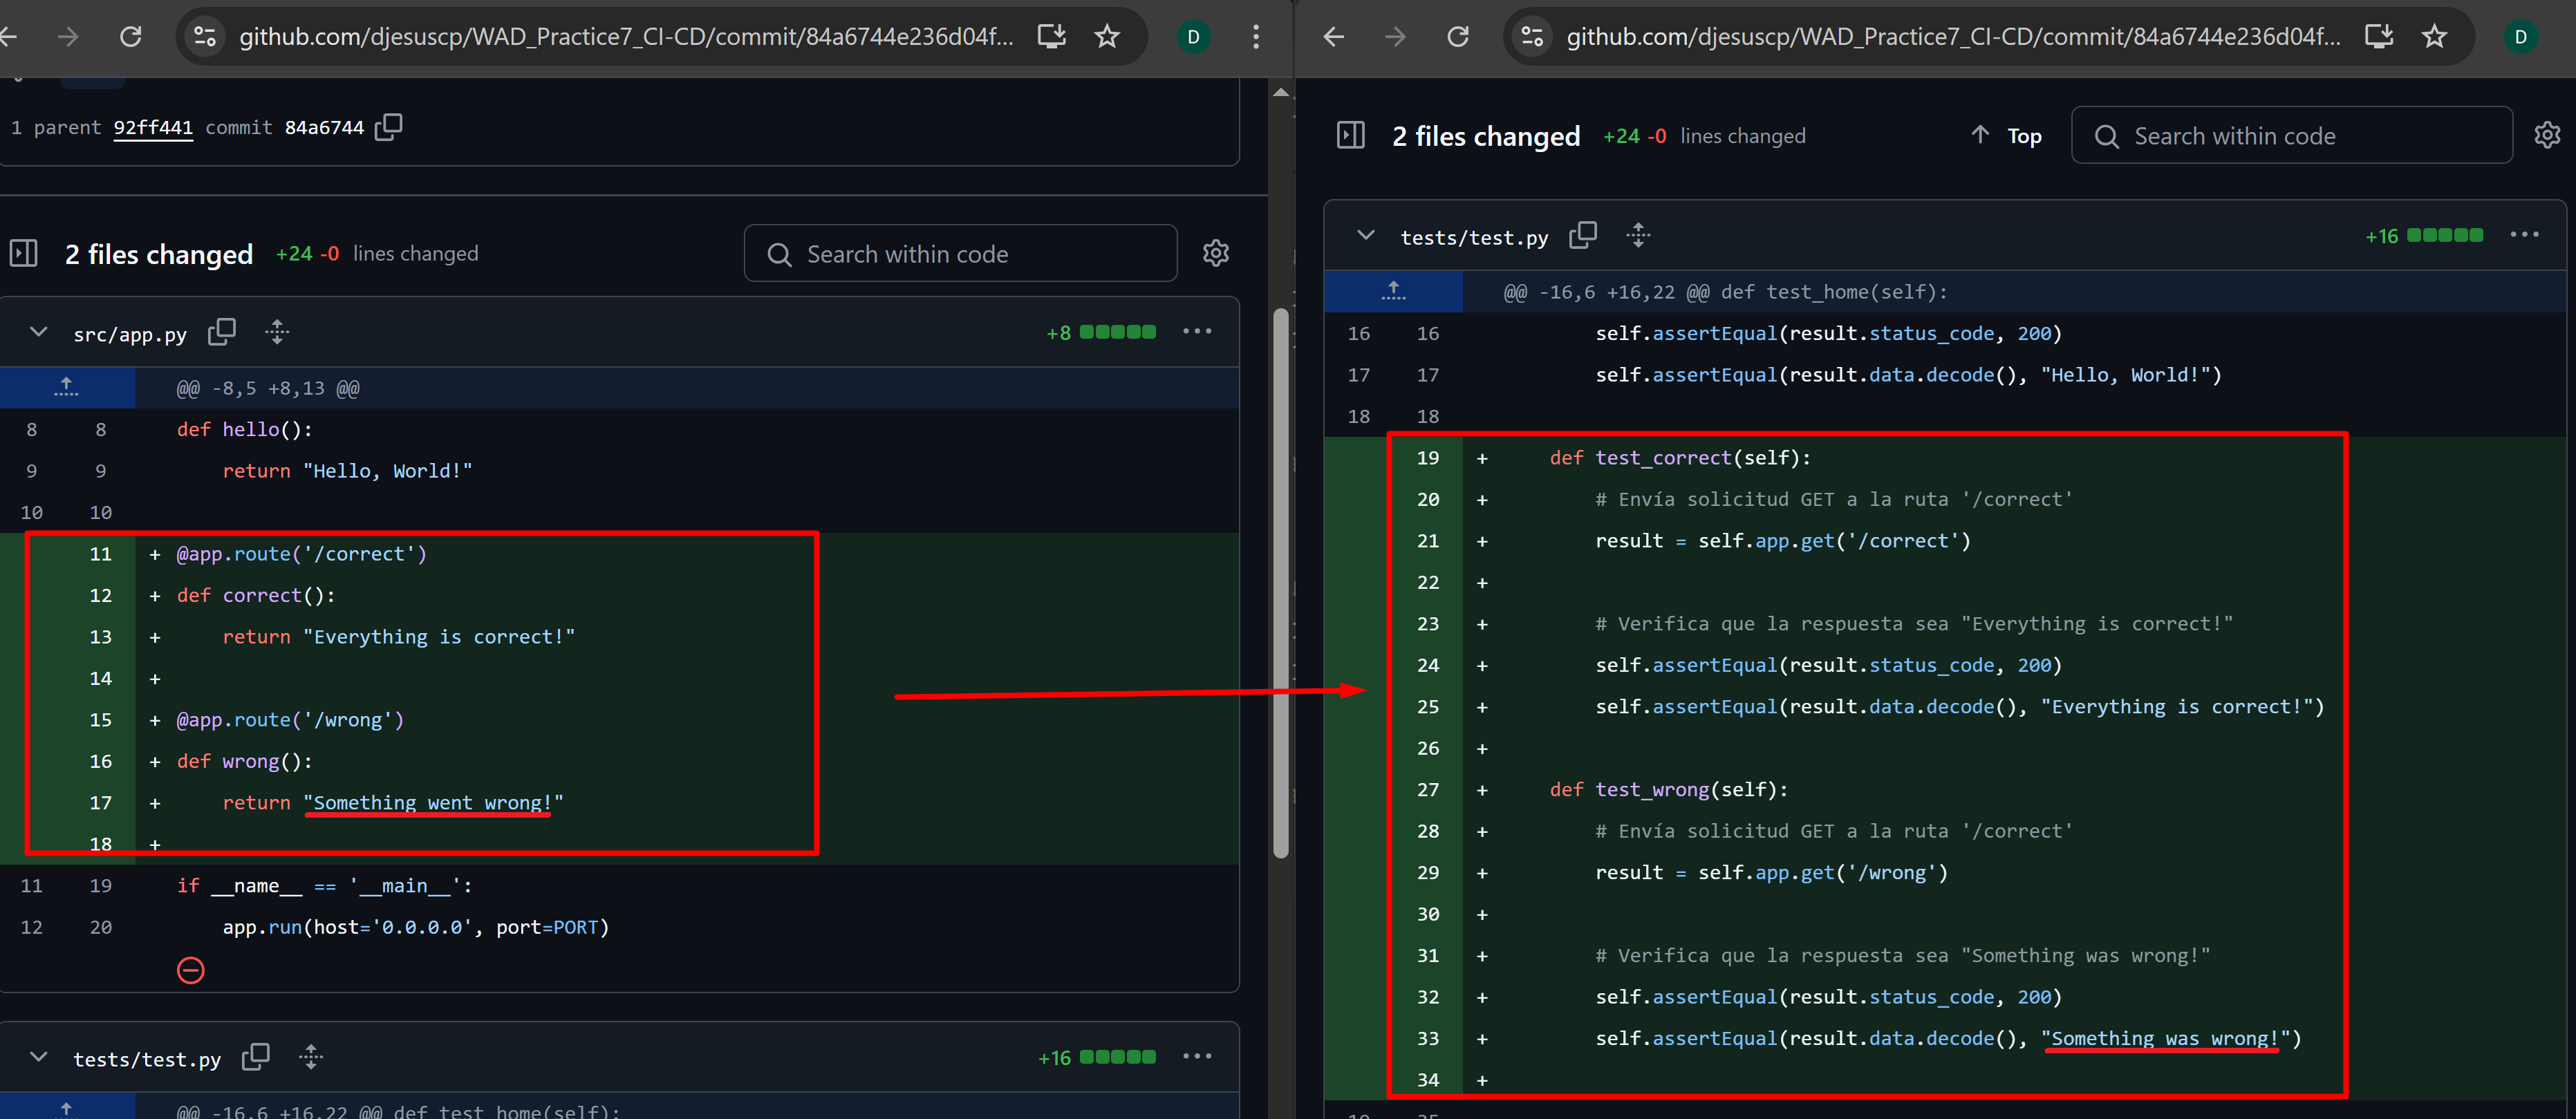 github.com/djesuscp/WAD_Practice7_CI-CD/commit/84a6744e236d04f...
D
1 parent 92ff441 commit 84a6744
2 files changed +24 -0 lines changed
Search within code
src/app.py
+8
@@ -8,5 +8,13 @@
8 8 def hello():
9 9 return "Hello, World!"
10 10
11 + @app.route('/correct')
12 + def correct():
13 + return "Everything is correct!"
14 +
15 + @app.route('/wrong')
16 + def wrong():
17 + return "Something went wrong!"
18 +
11 19 if __name__ == '__main__':
12 20 app.run(host='0.0.0.0', port=PORT)
tests/test.py
+16
@@ -16,6 +16,22 @@ def test_home(self):
github.com/djesuscp/WAD_Practice7_CI-CD/commit/84a6744e236d04f...
D
2 files changed +24 -0 lines changed
Top
Search within code
tests/test.py
+16
@@ -16,6 +16,22 @@ def test_home(self):
16 16 self.assertEqual(result.status_code, 200)
17 17 self.assertEqual(result.data.decode(), "Hello, World!")
18 18
19 + def test_correct(self):
20 + # Envía solicitud GET a la ruta '/correct'
21 + result = self.app.get('/correct')
22 +
23 + # Verifica que la respuesta sea "Everything is correct!"
24 + self.assertEqual(result.status_code, 200)
25 + self.assertEqual(result.data.decode(), "Everything is correct!")
26 +
27 + def test_wrong(self):
28 + # Envía solicitud GET a la ruta '/correct'
29 + result = self.app.get('/wrong')
30 +
31 + # Verifica que la respuesta sea "Something was wrong!"
32 + self.assertEqual(result.status_code, 200)
33 + self.assertEqual(result.data.decode(), "Something was wrong!")
34 +